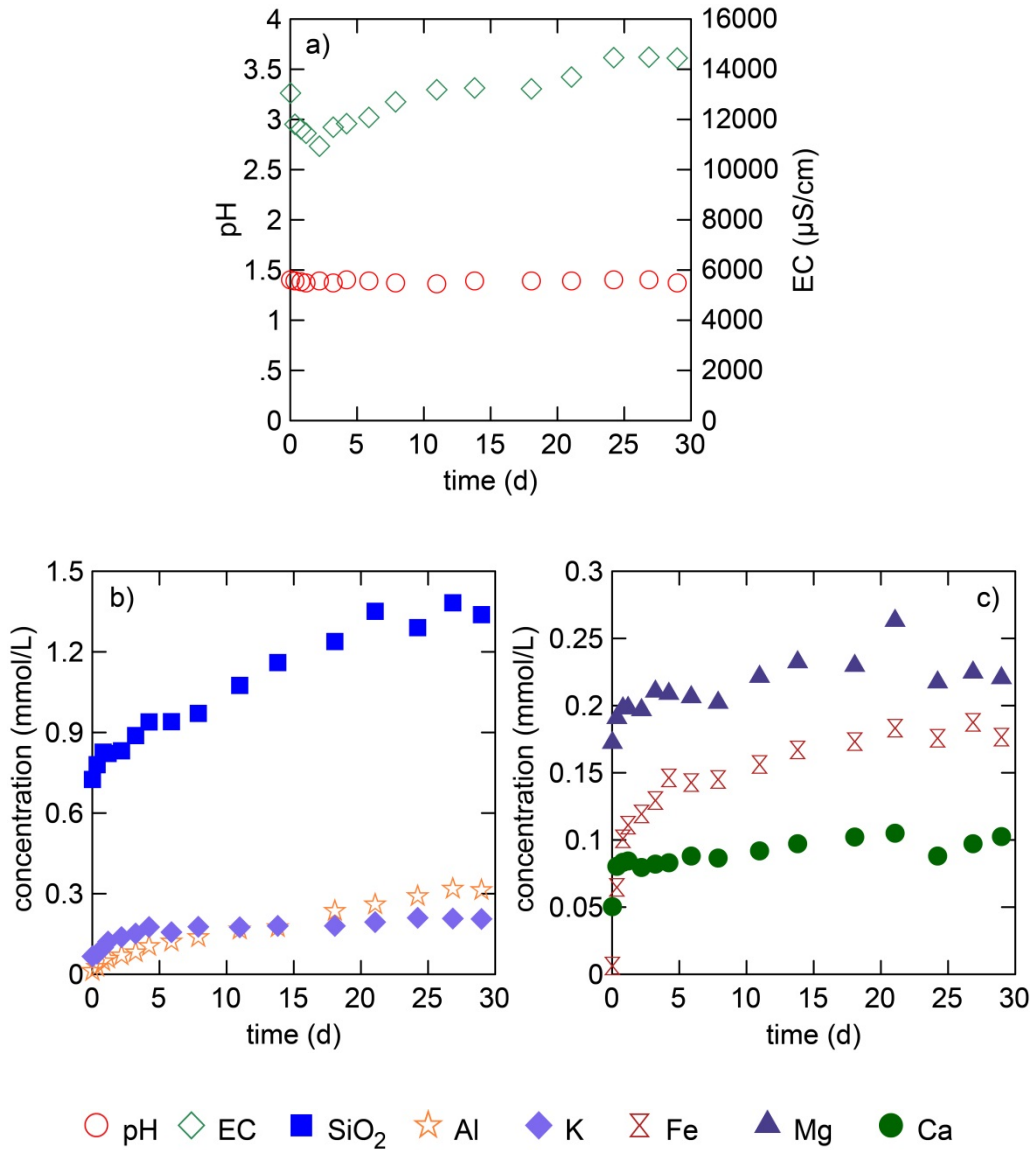 a)
4
3.5
3
2.5
2
1.5
1
.5
0
pH
16000
14000
12000
10000
8000
6000
4000
2000
0
EC (µS/cm)
0 5 10 15 20 25 30
time (d)
b)
1.5
1.2
0.9
0.6
0.3
0
concentration (mmol/L)
0 5 10 15 20 25 30
time (d)
c)
0.3
0.25
0.2
0.15
0.1
0.05
0
concentration (mmol/L)
0 5 10 15 20 25 30
time (d)
pH EC SiO₂ Al K Fe Mg Ca